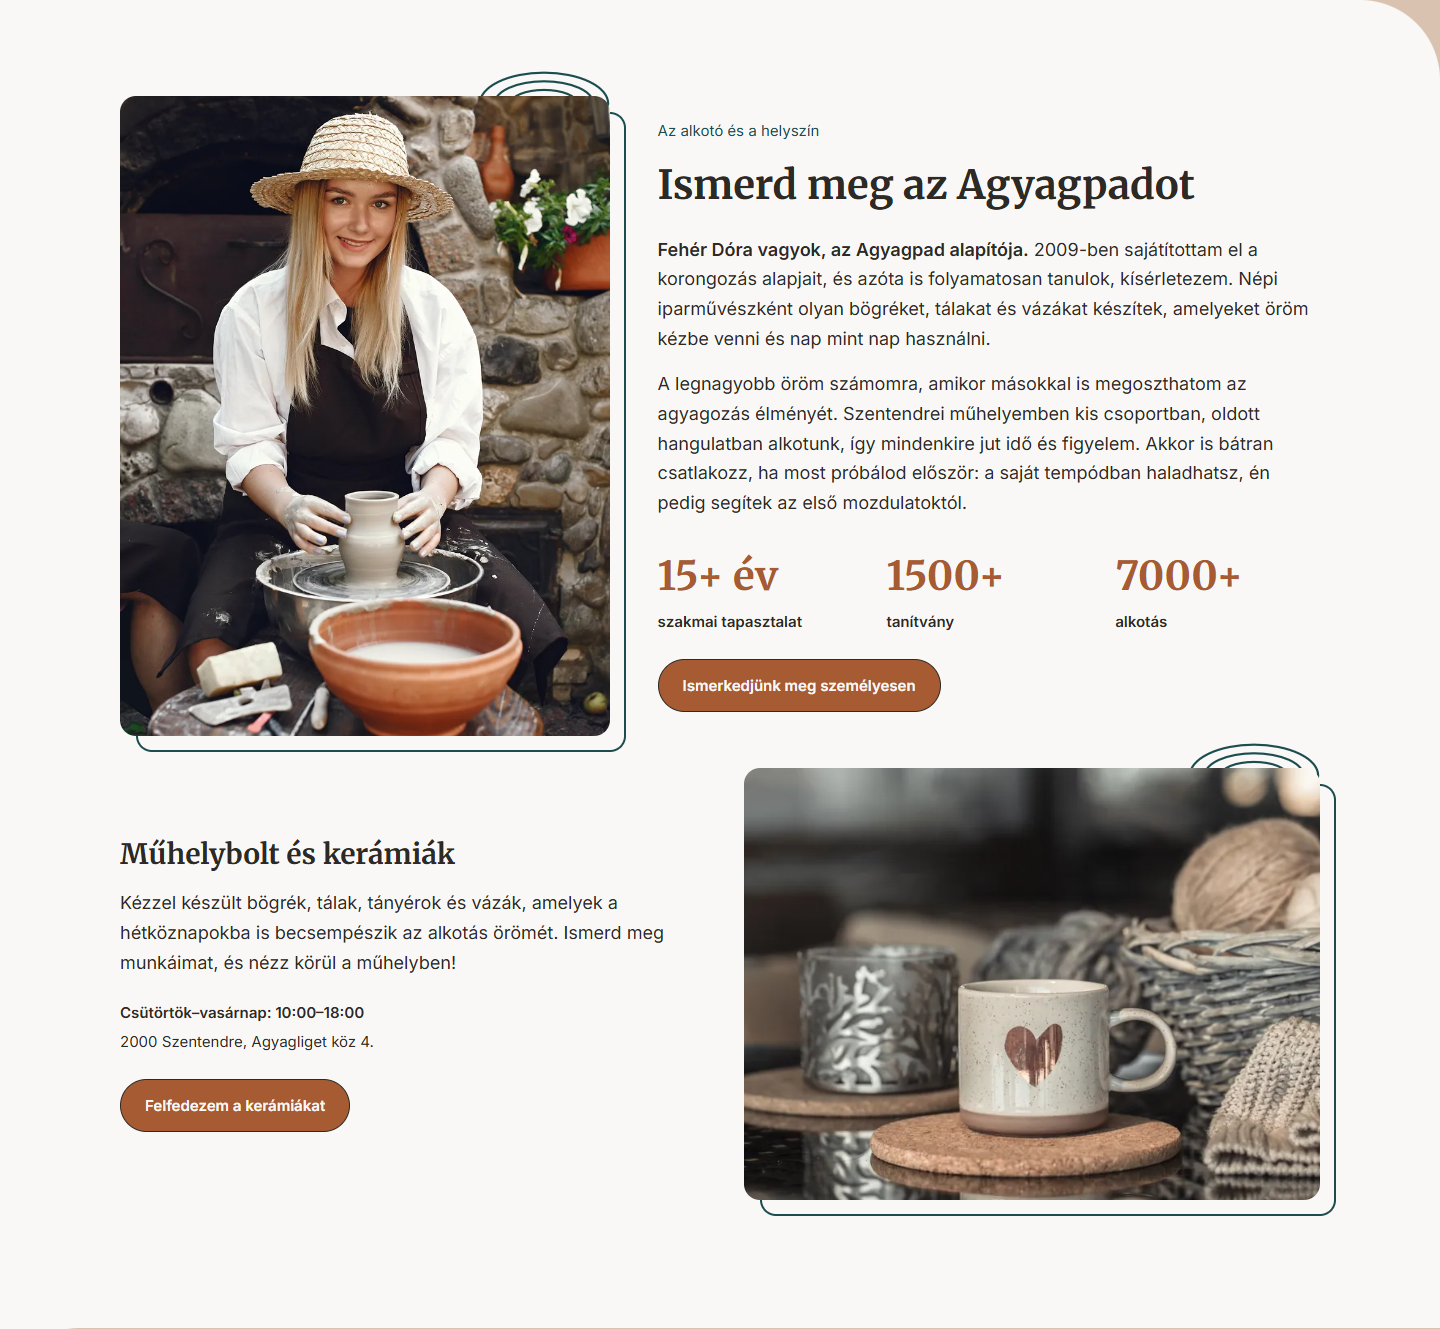 Az alkotó és a helyszín
Ismerd meg az Agyagpadot
Fehér Dóra vagyok, az Agyagpad alapítója. 2009-ben sajátítottam el a
korongozás alapjait, és azóta is folyamatosan tanulok, kísérletezem. Népi
iparművészként olyan bögréket, tálakat és vázákat készítek, amelyeket öröm
kézbe venni és nap mint nap használni.
A legnagyobb öröm számomra, amikor másokkal is megoszthatom az
agyagozás élményét. Szentendrei műhelyemben kis csoportban, oldott
hangulatban alkotunk, így mindenkire jut idő és figyelem. Akkor is bátran
csatlakozz, ha most próbálod először: a saját tempódban haladhatsz, én
pedig segítek az első mozdulatoktól.
15+ év
szakmai tapasztalat
1500+
tanítvány
7000+
alkotás
Ismerkedjünk meg személyesen
Műhelybolt és kerámiák
Kézzel készült bögrék, tálak, tányérok és vázák, amelyek a
hétköznapokba is becsempészik az alkotás örömét. Ismerd meg
munkáimat, és nézz körül a műhelyben!
Csütörtök–vasárnap: 10:00–18:00
2000 Szentendre, Agyagliget köz 4.
Felfedezem a kerámiákat